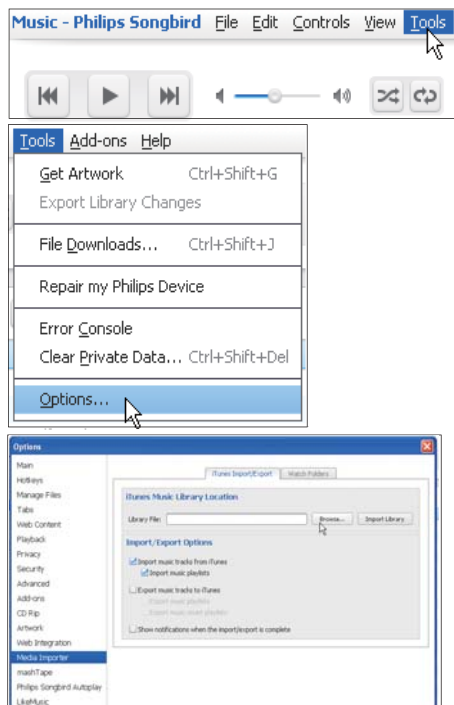 Music - Philips Songbird File Edit Controls View Tools
Tools Add-ons Help
Get Artwork Ctrl+Shift+G
Export Library Changes
File Downloads... Ctrl+Shift+J
Repair my Philips Device
Error Console
Clear Private Data... Ctrl+Shift+Del
Options...
Options
Main
Hotkeys
Manage Files
Tabs
Web Content
Playback
Privacy
Security
Advanced
Add-ons
CD Rip
Artwork
Web Integration
Media Importer
mashTape
Philips Songbird Autoplay
LikeMusic
iTunes Import/Export Watch Folders
iTunes Music Library Location
Library File: Browse... Import Library
Import/Export Options
Import music tracks from iTunes
Import music playlists
Export music tracks to iTunes
Export music playlists
Export music smart playlists
Show notifications when the import/export is complete